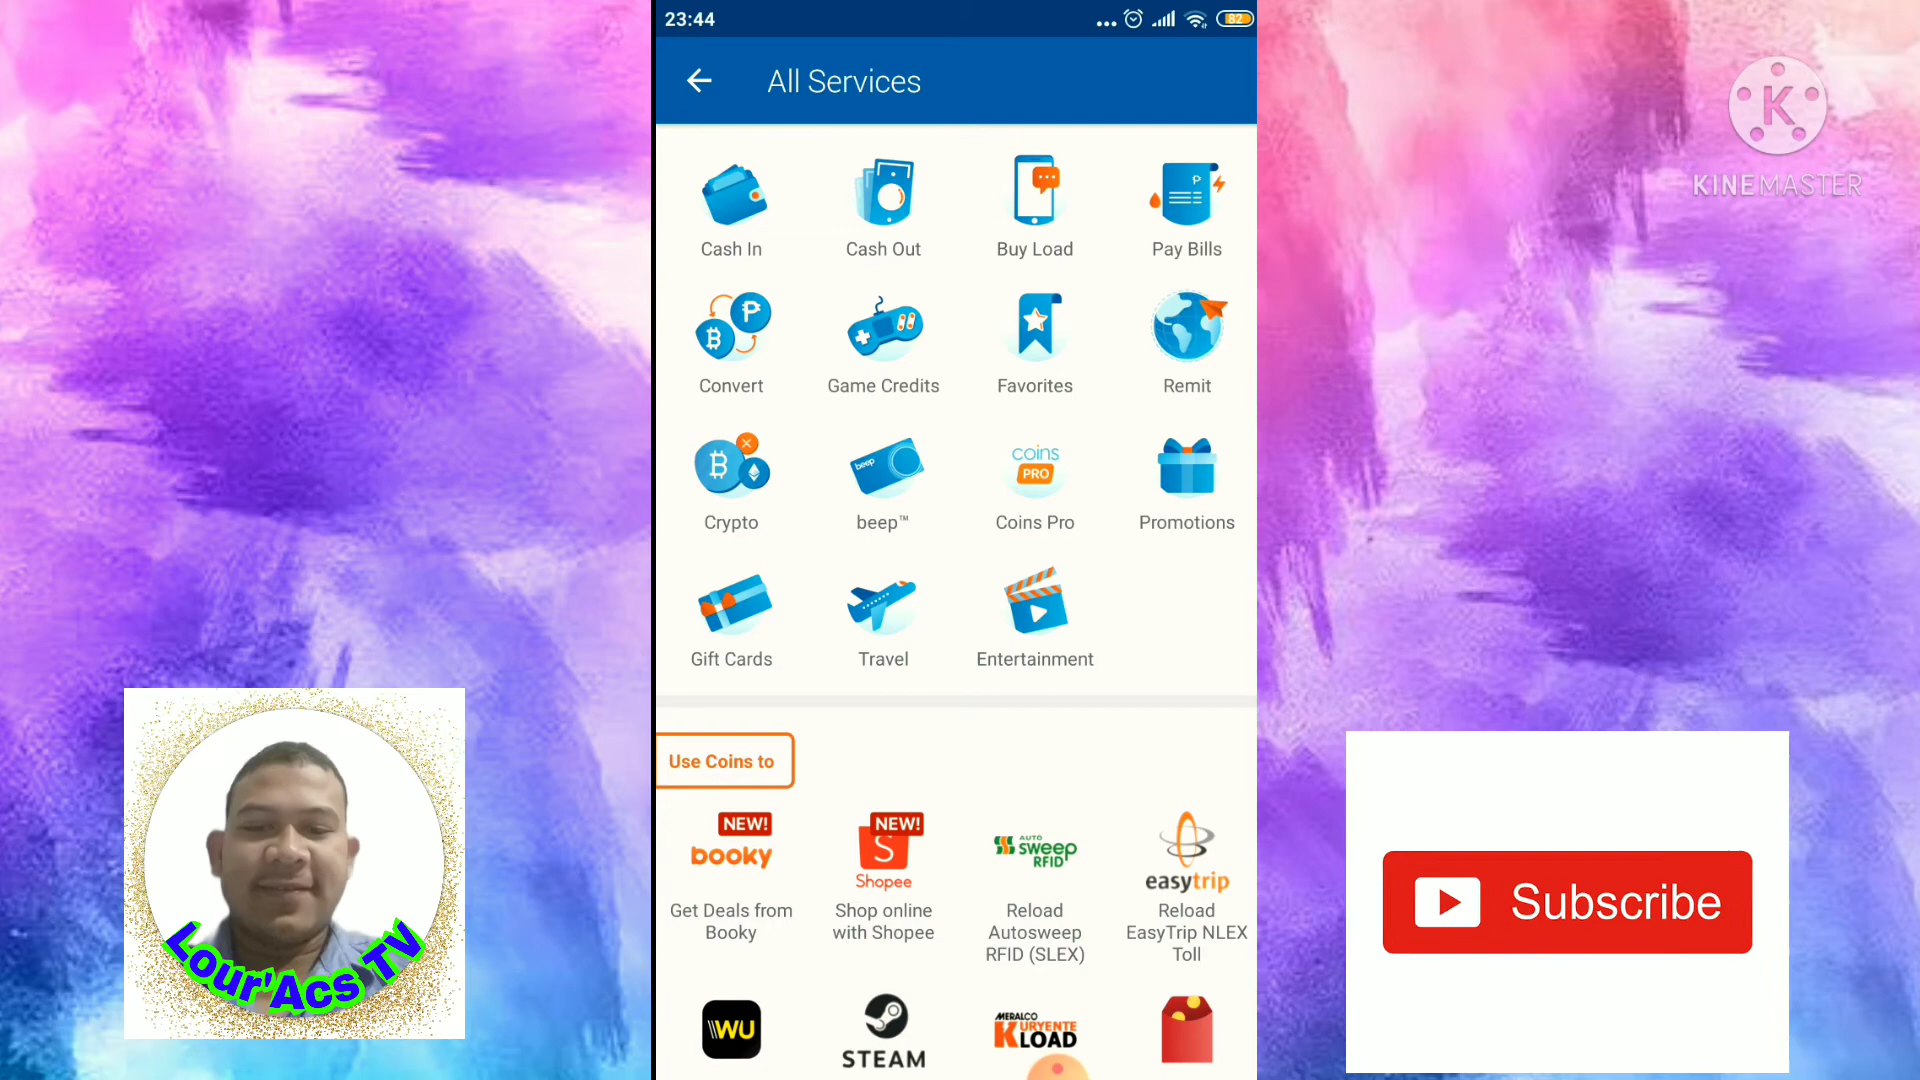 23:44
82
All Services
KINEMASTER
K
Cash In
Cash Out
Buy Load
Pay Bills
Convert
Game Credits
Favorites
Remit
beep
coins
PRO
Crypto
beep™
Coins Pro
Promotions
Gift Cards
Travel
Entertainment
Use Coins to
NEW!
booky
NEW!
S
Shopee
AUTO
SWEEP
RFID
easytrip
Get Deals from
Booky
Shop online
with Shopee
Reload
Autosweep
RFID (SLEX)
Reload
EasyTrip NLEX
Toll
WU
STEAM
MERALCO
KURYENTE
LOAD
Lour'Acs TV
Subscribe